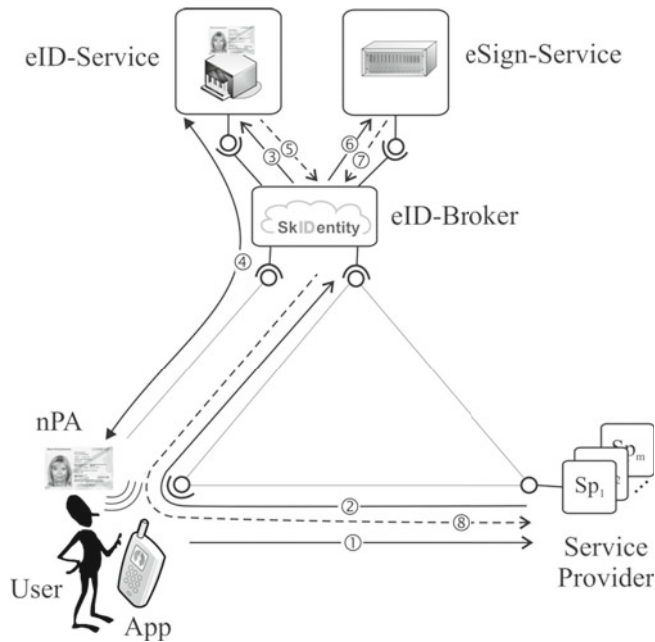 eID-Service
eSign-Service
③
⑤
⑥
⑦
SkIDentity
eID-Broker
④
nPA
②
⑧
①
Sp1
Spm
Service
Provider
User
App